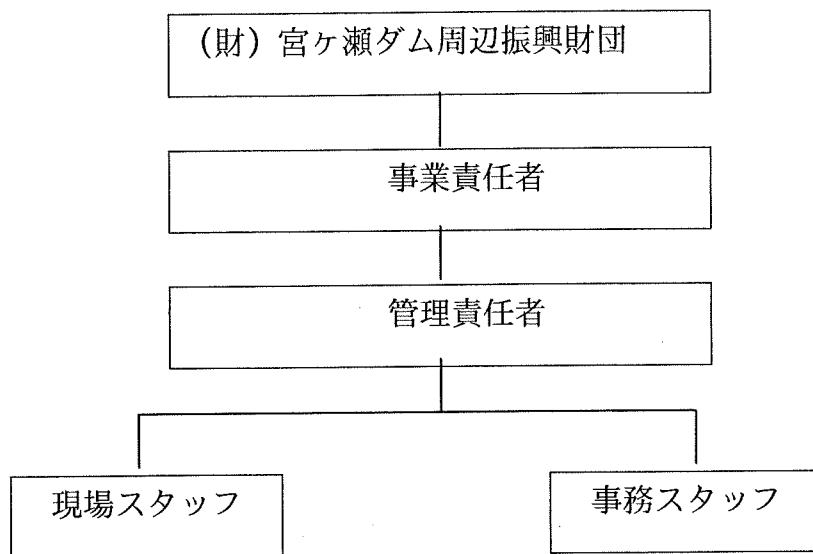 （財）宮ケ瀬ダム周辺振興財団
事業責任者
管理責任者
現場スタッフ
事務スタッフ